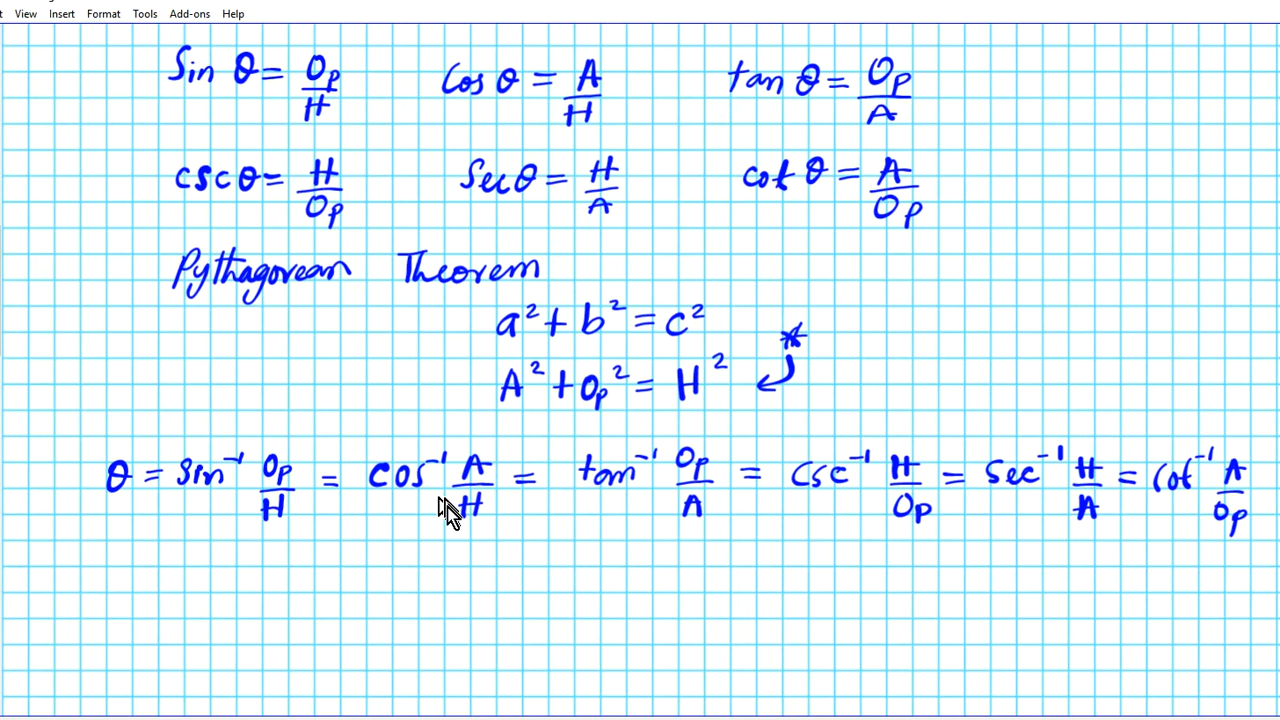 View Insert Format Tools Add-ons Help
Sin θ = Op/H cos θ = A/H tan θ = Op/A
csc θ = H/Op Sec θ = H/A cot θ = A/Op
Pythagorean Theorem
a² + b² = c²
*
A² + Op² = H²
θ = Sin⁻¹ Op/H = cos⁻¹ A/H = tan⁻¹ Op/A = csc⁻¹ H/Op = Sec⁻¹ H/A = cot⁻¹ A/Op